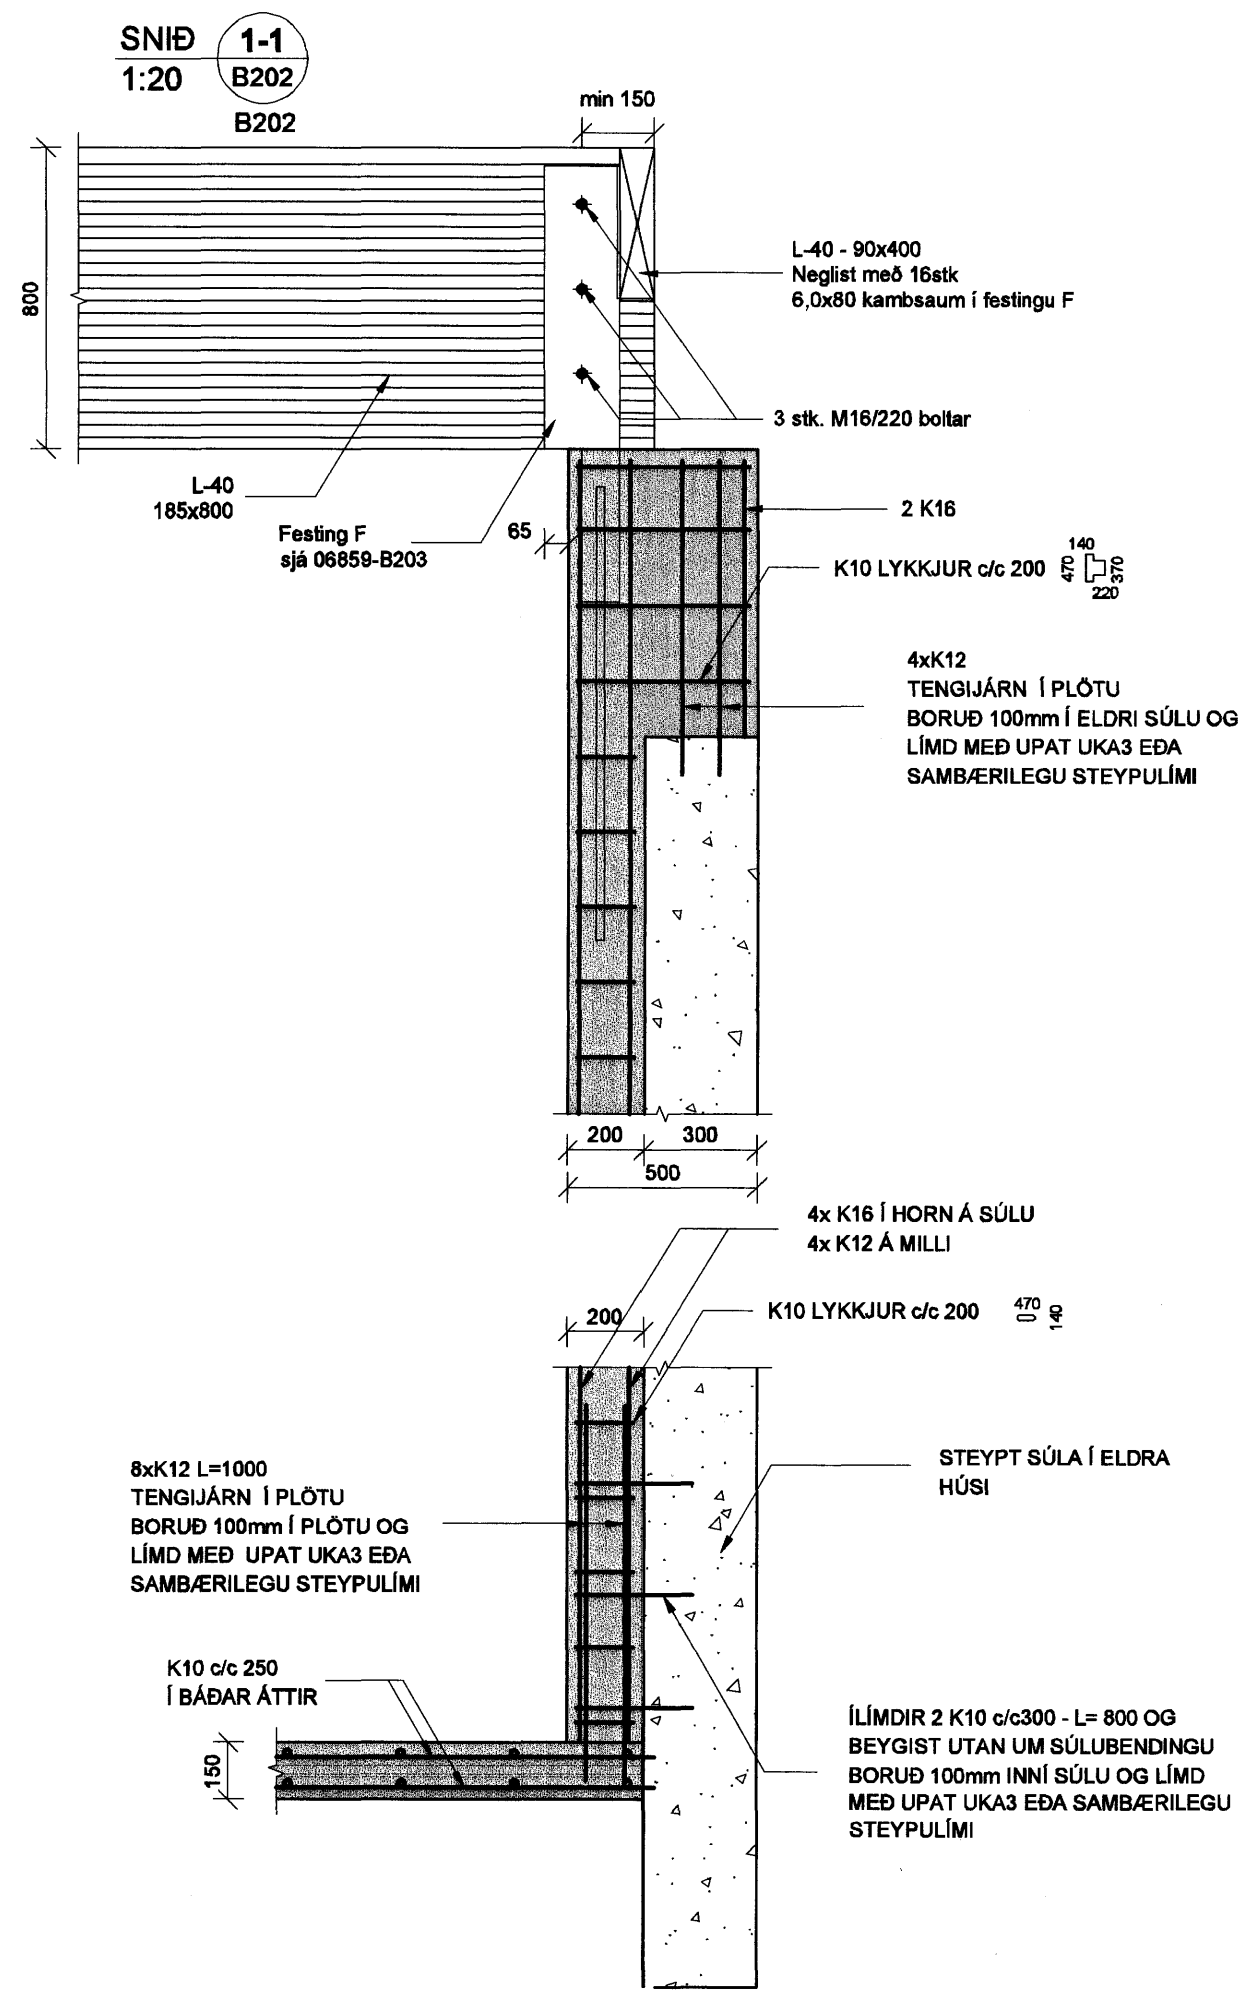 SNIÐ 1-1
1:20 B202
B202
min 150
800
L-40 - 90x400
Neglist með 16stk
6,0x80 kambsaum í festingu F
3 stk. M16/220 boltar
L-40
185x800
Festing F
sjá 06859-B203
65
2 K16
K10 LYKKJUR c/c 200
140
470
370
220
4xK12
TENGIJÁRN Í PLÖTU
BORUÐ 100mm Í ELDRI SÚLU OG
LÍMD MEÐ UPAT UKA3 EÐA
SAMBÆRILEGU STEYPULÍMI
200
300
500
4x K16 Í HORN Á SÚLU
4x K12 Á MILLI
K10 LYKKJUR c/c 200
470
140
200
8xK12 L=1000
TENGIJÁRN Í PLÖTU
BORUÐ 100mm Í PLÖTU OG
LÍMD MEÐ UPAT UKA3 EÐA
SAMBÆRILEGU STEYPULÍMI
STEYPT SÚLA Í ELDRA
HÚSI
K10 c/c 250
Í BÁÐAR ÁTTIR
150
ÍLÍMDIR 2 K10 c/c300 - L= 800 OG
BEYGIST UTAN UM SÚLUBENDINGU
BORUÐ 100mm INNÍ SÚLU OG LÍMD
MEÐ UPAT UKA3 EÐA SAMBÆRILEGU
STEYPULÍMI